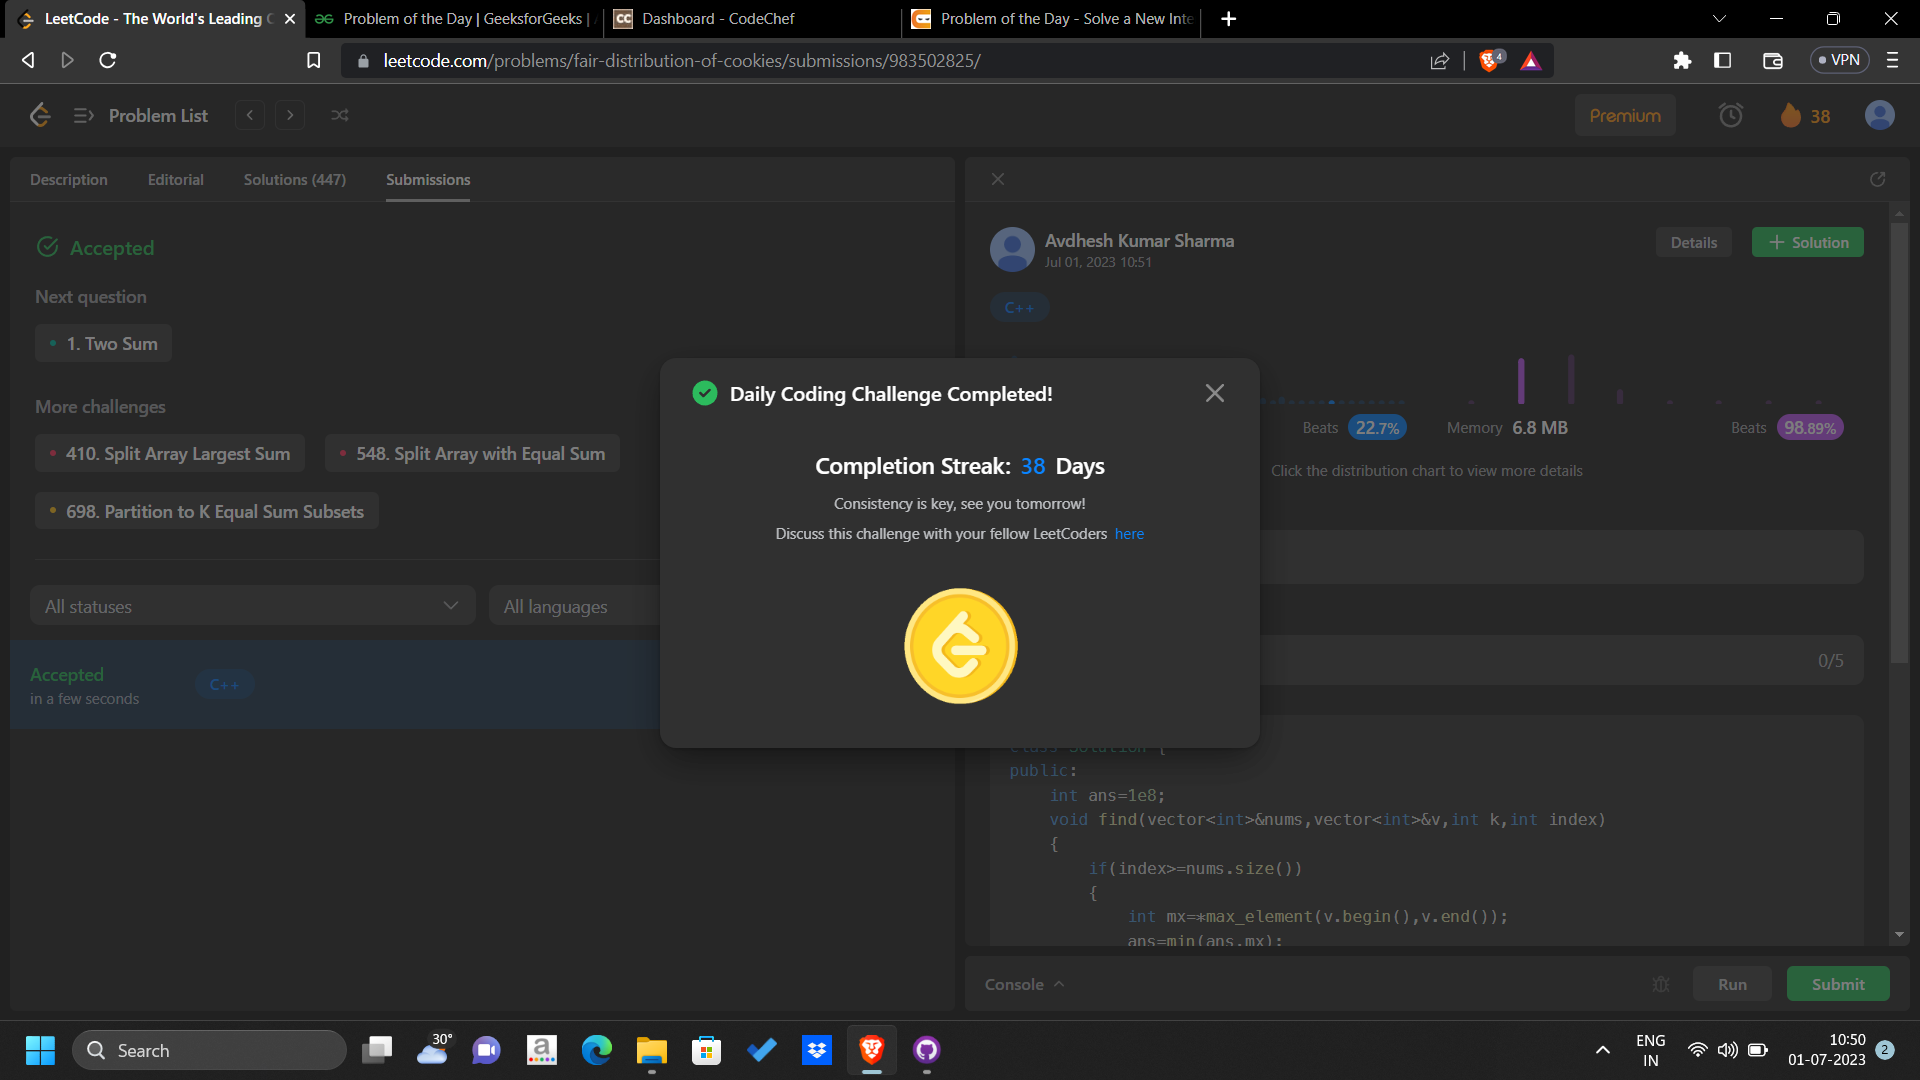 LeetCode - The World's Leading C
Problem of the Day | GeeksforGeeks |
CC Dashboard - CodeChef
Problem of the Day - Solve a New Inte
leetcode.com/problems/fair-distribution-of-cookies/submissions/983502825/
4
VPN
Problem List
Premium
38
Description Editorial Solutions (447) Submissions
Accepted
Next question
1. Two Sum
More challenges
410. Split Array Largest Sum
548. Split Array with Equal Sum
698. Partition to K Equal Sum Subsets
All statuses
All languages
Accepted
in a few seconds
C++
Avdhesh Kumar Sharma
Jul 01, 2023 10:51
Details
Solution
C++
Beats 22.7%
Memory 6.8 MB
Beats 98.89%
Click the distribution chart to view more details
0/5
Daily Coding Challenge Completed!
Completion Streak: 38 Days
Consistency is key, see you tomorrow!
Discuss this challenge with your fellow LeetCoders here
class Solution {
public:
int ans=1e8;
void find(vector<int>&nums,vector<int>&v,int k,int index)
{
if(index>=nums.size())
{
int mx=*max_element(v.begin(),v.end());
ans=min(ans,mx);
Console
Run
Submit
Search
30°
a
ENG
IN
10:50
01-07-2023
2